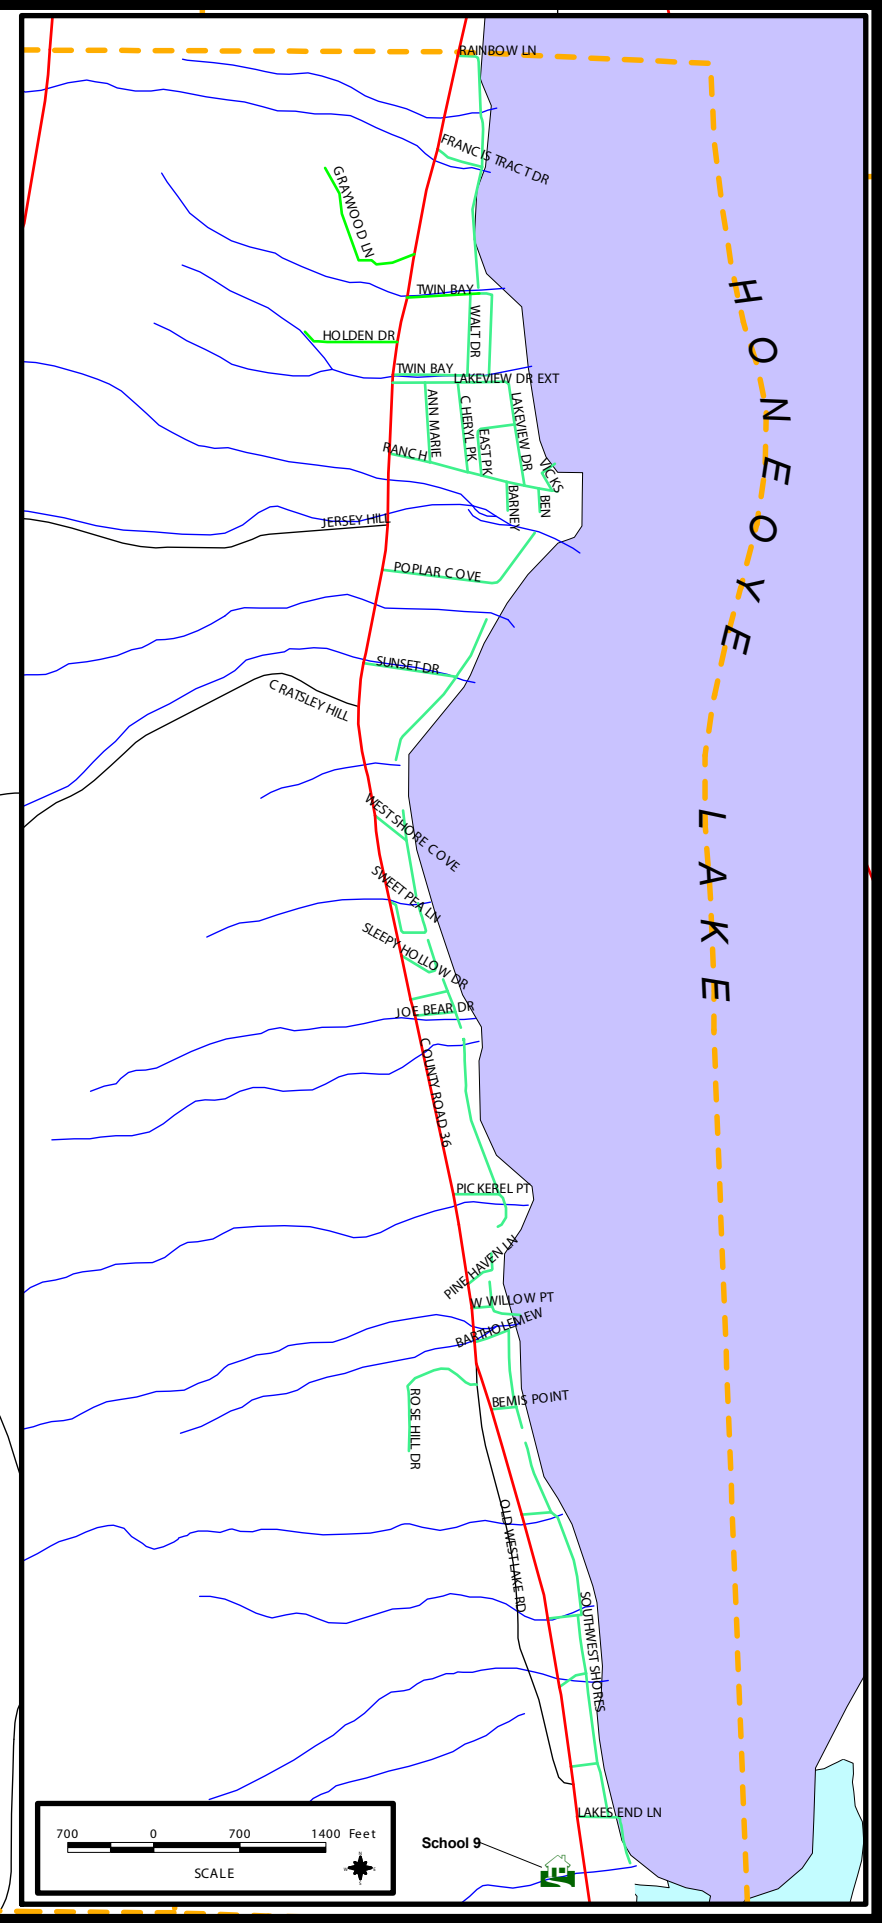 RAINBOW LN
FRANCIS TRACT DR
GRAYWOOD LN
TWIN BAY
WALT DR
HOLDEN DR
TWIN BAY
LAKEVIEW DR EXT
ANN MARIE
CHERYL PK
EAST PK
LAKEVIEW DR
RANCH
VICKS
BARNEY
BEN
JERSEY HILL
POPLAR COVE
HONEOYE LAKE
SUNSET DR
CRATSLEY HILL
WEST SHORE COVE
SWEET PEA LN
SLEEPY HOLLOW DR
JOE BEAR DR
COUNTY ROAD 36
PICKEREL PT
PINE HAVEN LN
W WILLOW PT
BARTHOLEMEW
BEMIS POINT
ROSE HILL DR
OLD WEST LAKE RD
SOUTHWEST SHORES
LAKES END LN
School 9
700 0 700 1400 Feet
SCALE
N
W E
S